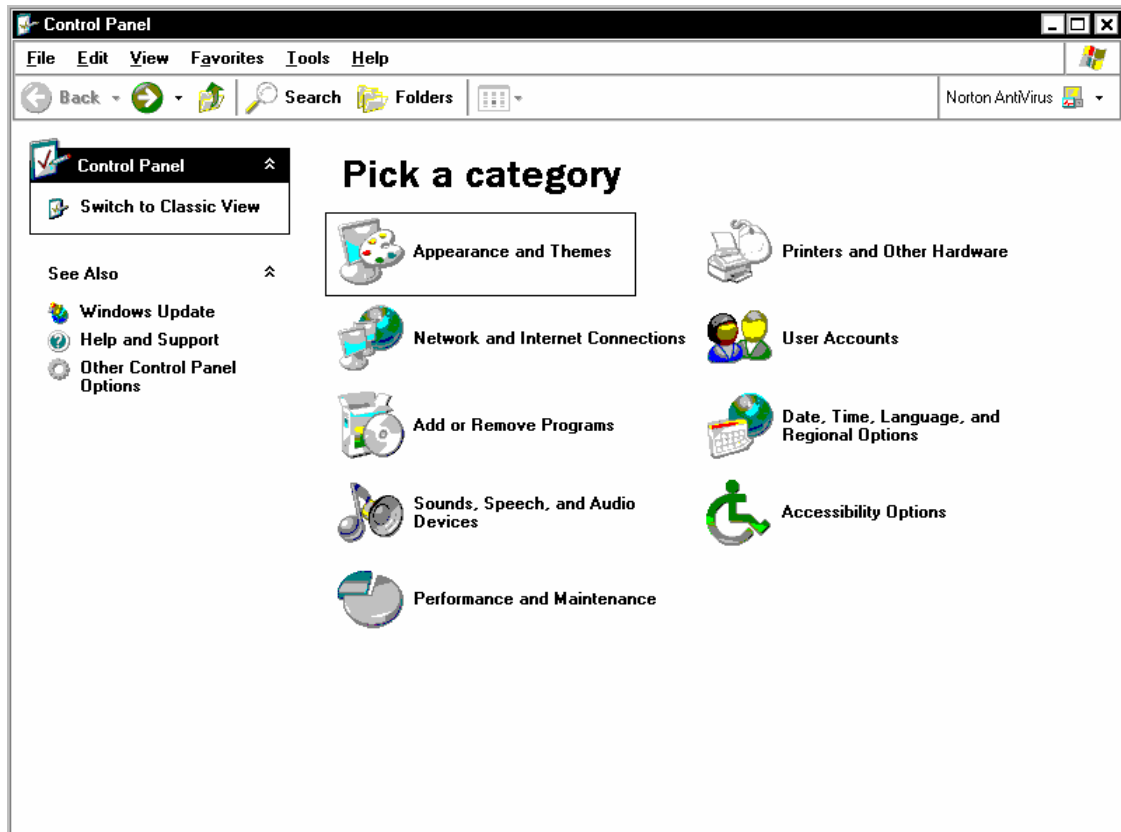 Control Panel
File Edit View Favorites Tools Help
Back Search Folders Norton AntiVirus
Control Panel
Switch to Classic View
See Also
Windows Update
Help and Support
Other Control Panel
Options
Pick a category
Appearance and Themes
Printers and Other Hardware
Network and Internet Connections
User Accounts
Add or Remove Programs
Date, Time, Language, and
Regional Options
Sounds, Speech, and Audio
Devices
Accessibility Options
Performance and Maintenance